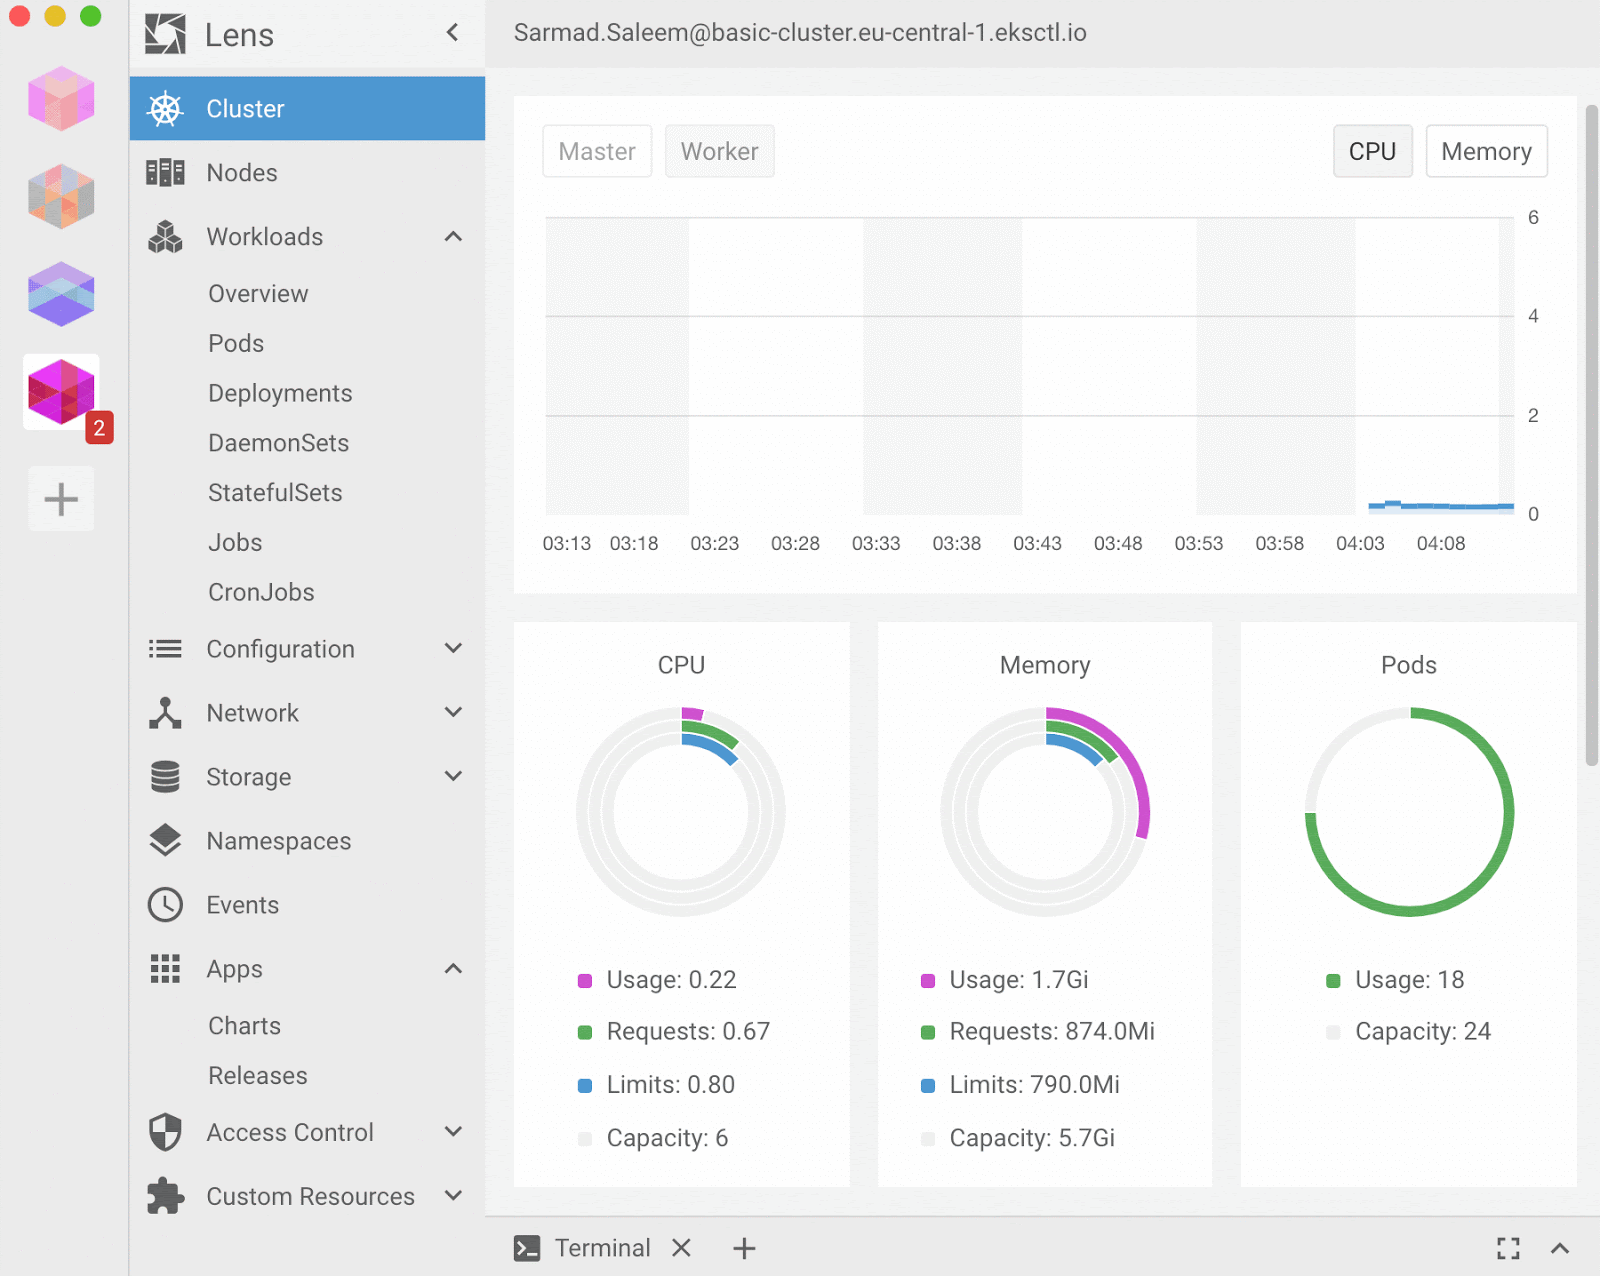 Lens
Sarmad.Saleem@basic-cluster.eu-central-1.eksctl.io
2
Cluster
Nodes
Workloads
Overview
Pods
Deployments
DaemonSets
StatefulSets
Jobs
CronJobs
Configuration
Network
Storage
Namespaces
Events
Apps
Charts
Releases
Access Control
Custom Resources
Master Worker CPU Memory
6
4
2
0
03:13 03:18 03:23 03:28 03:33 03:38 03:43 03:48 03:53 03:58 04:03 04:08
CPU
Usage: 0.22
Requests: 0.67
Limits: 0.80
Capacity: 6
Memory
Usage: 1.7Gi
Requests: 874.0Mi
Limits: 790.0Mi
Capacity: 5.7Gi
Pods
Usage: 18
Capacity: 24
Terminal